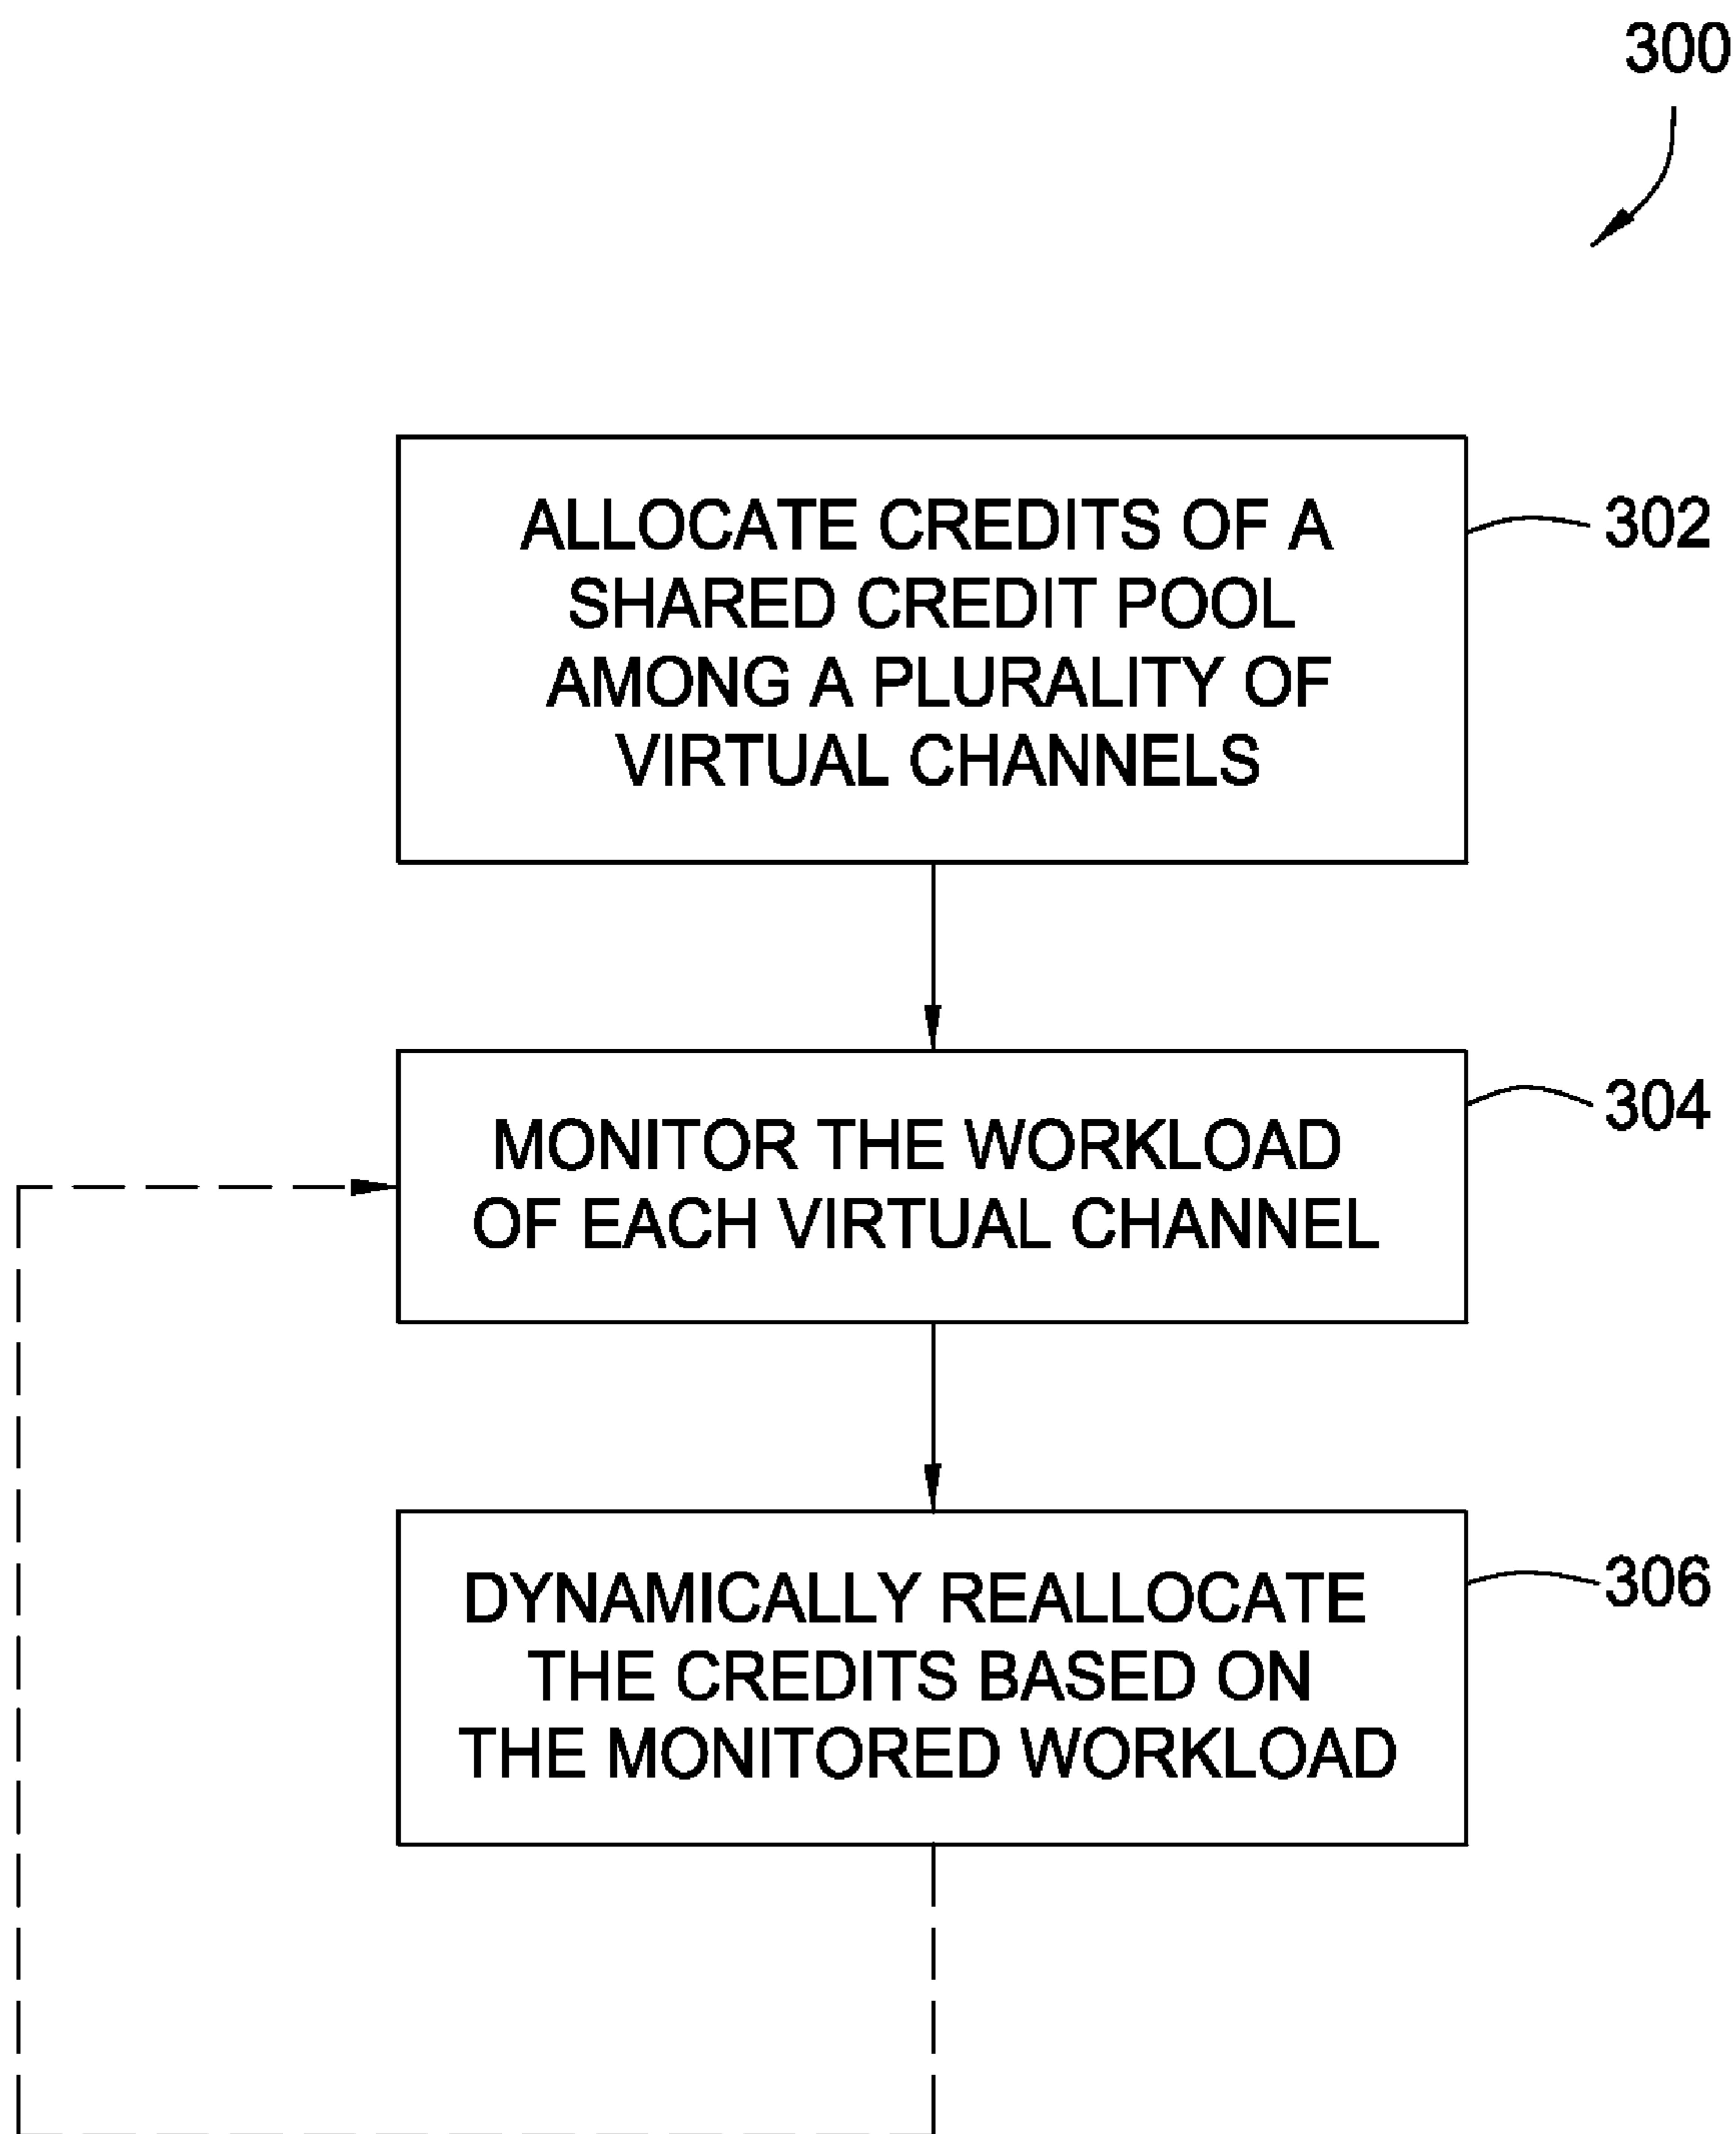 300
ALLOCATE CREDITS OF A
SHARED CREDIT POOL
AMONG A PLURALITY OF
VIRTUAL CHANNELS
302
MONITOR THE WORKLOAD
OF EACH VIRTUAL CHANNEL
304
DYNAMICALLY REALLOCATE
THE CREDITS BASED ON
THE MONITORED WORKLOAD
306